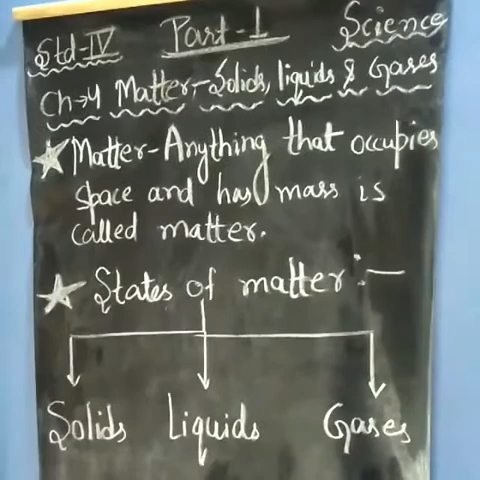 Std-IV Part-1 Science
Ch→4 Matter-Solids, liquids & Gases
★ Matter-Anything that occupies
space and has mass is
called matter.
★ States of matter:—
Solids Liquids Gases